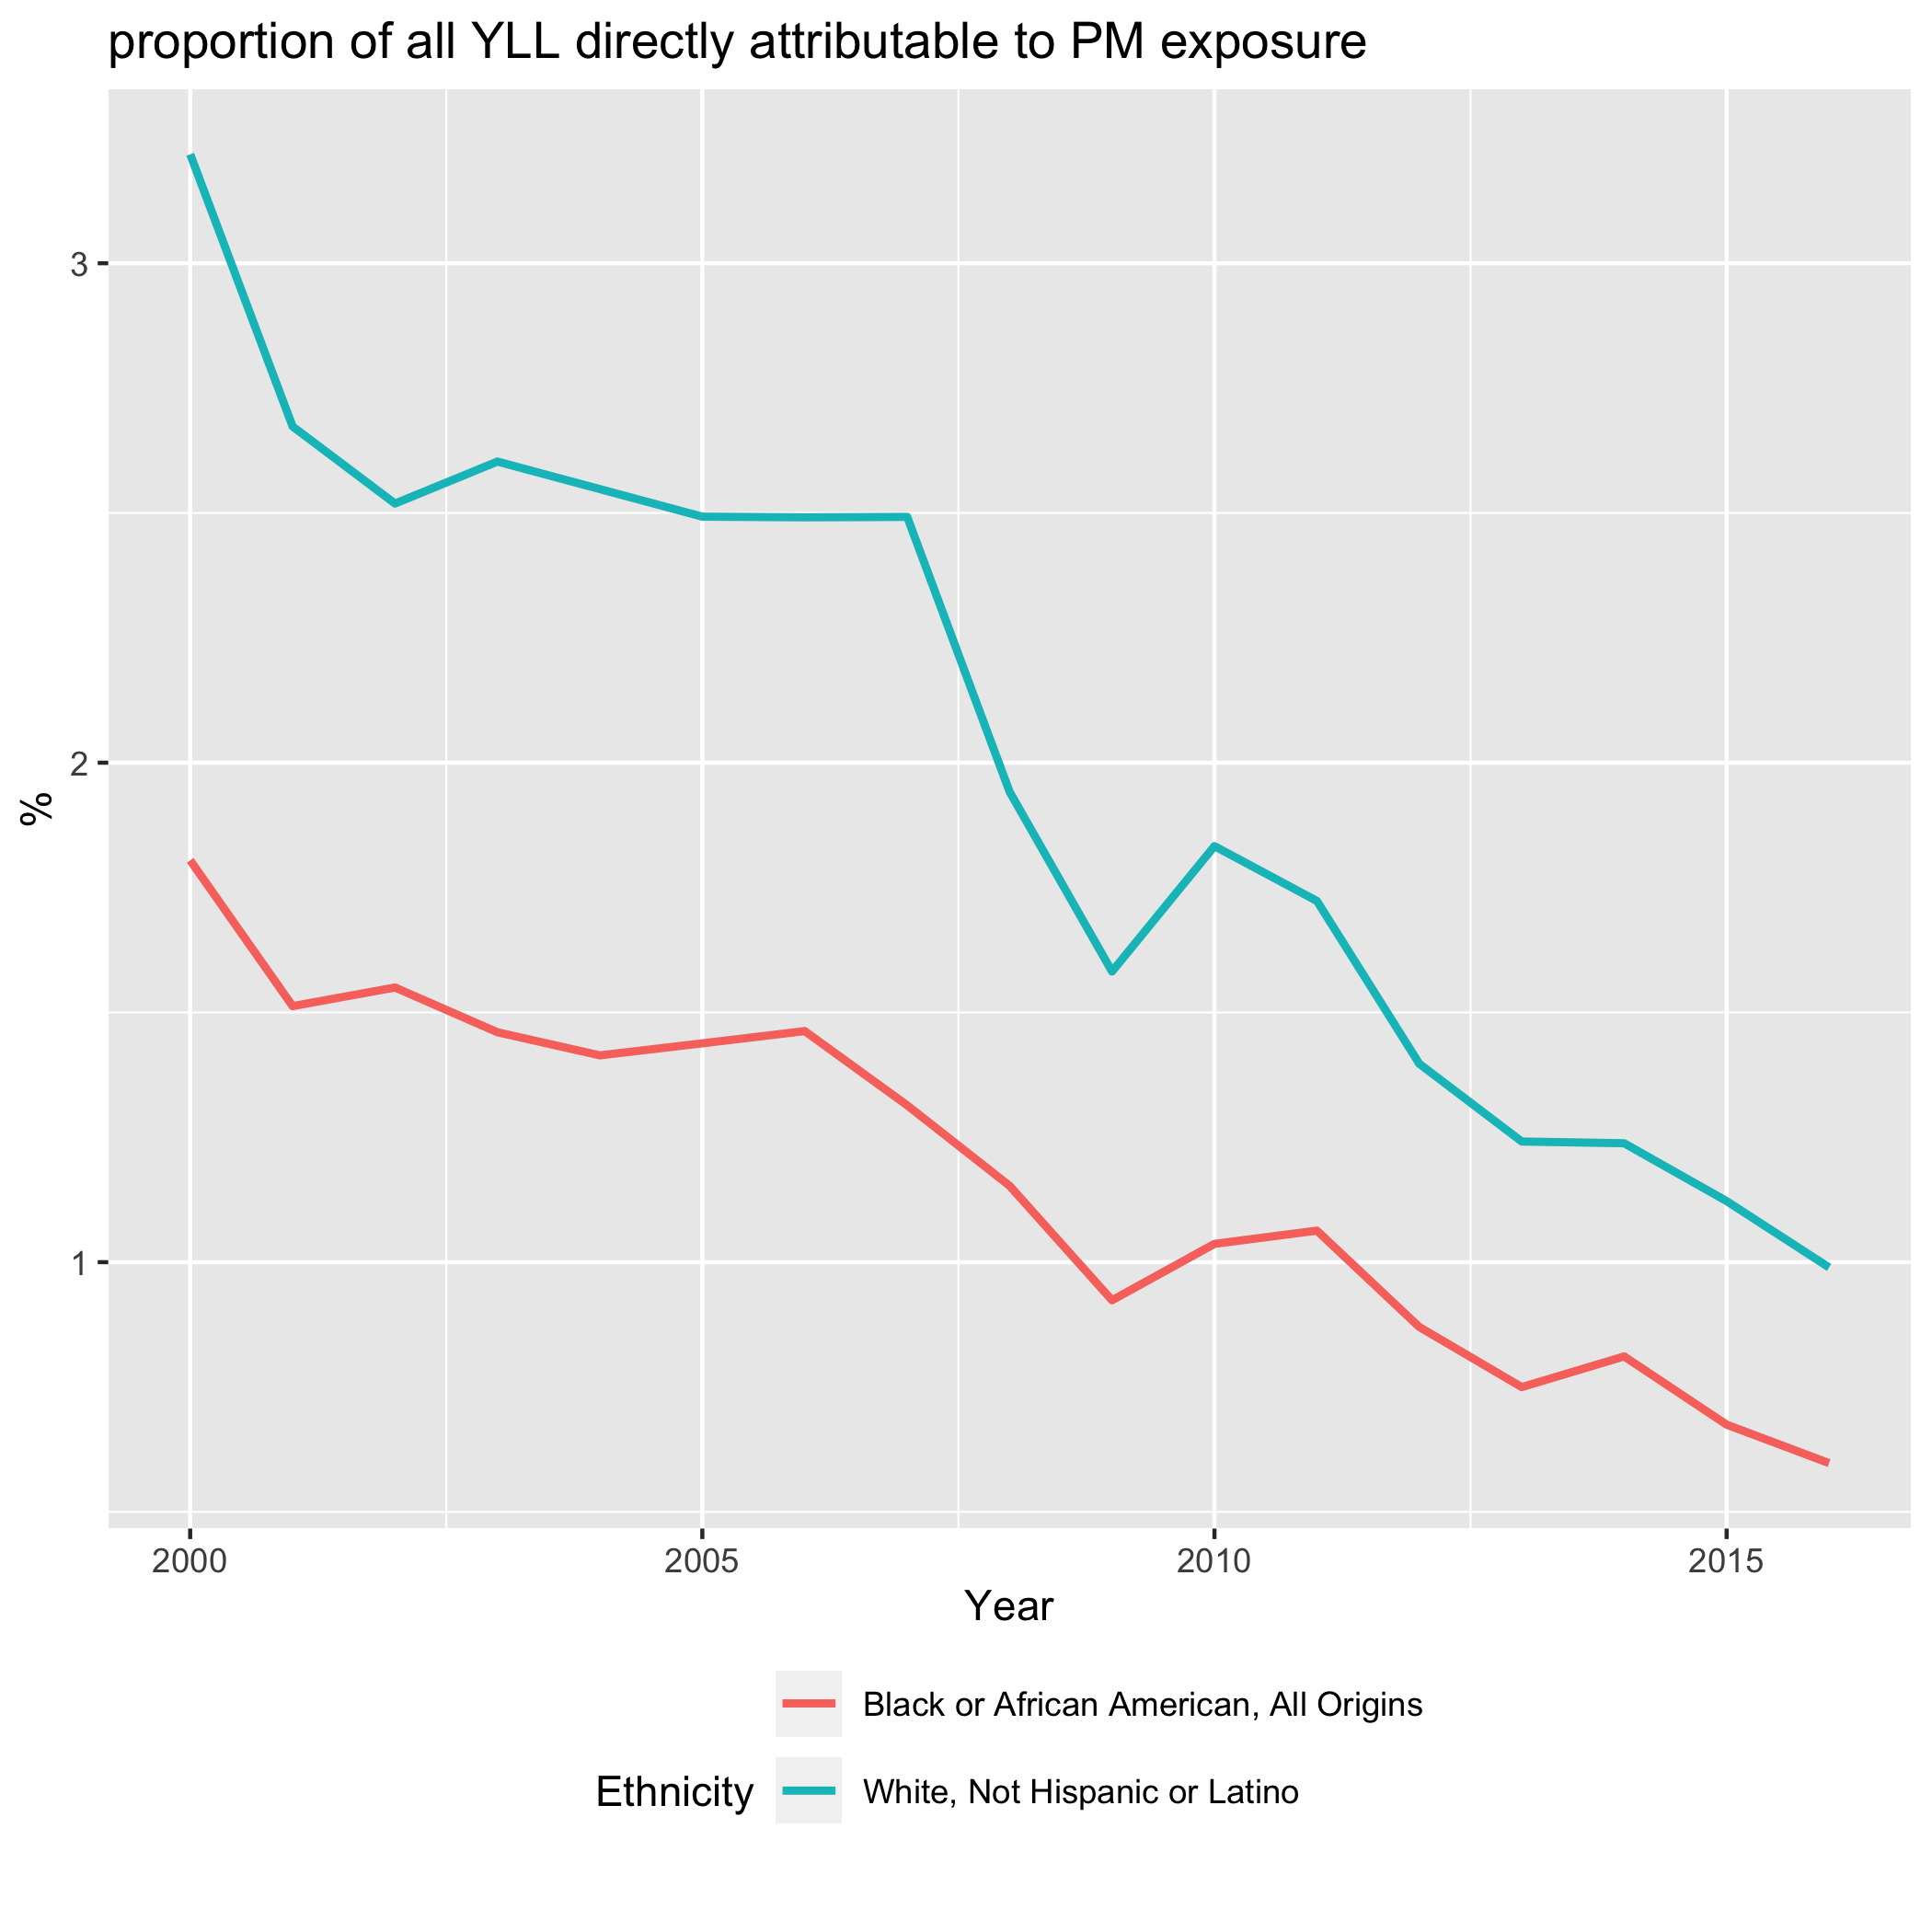 proportion of all YLL directly attributable to PM exposure
3
2
1
%
2000 2005 2010 2015
Year
Ethnicity
Black or African American, All Origins
White, Not Hispanic or Latino